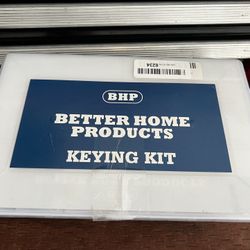 BHP
BETTER HOME
PRODUCTS
KEYING KIT